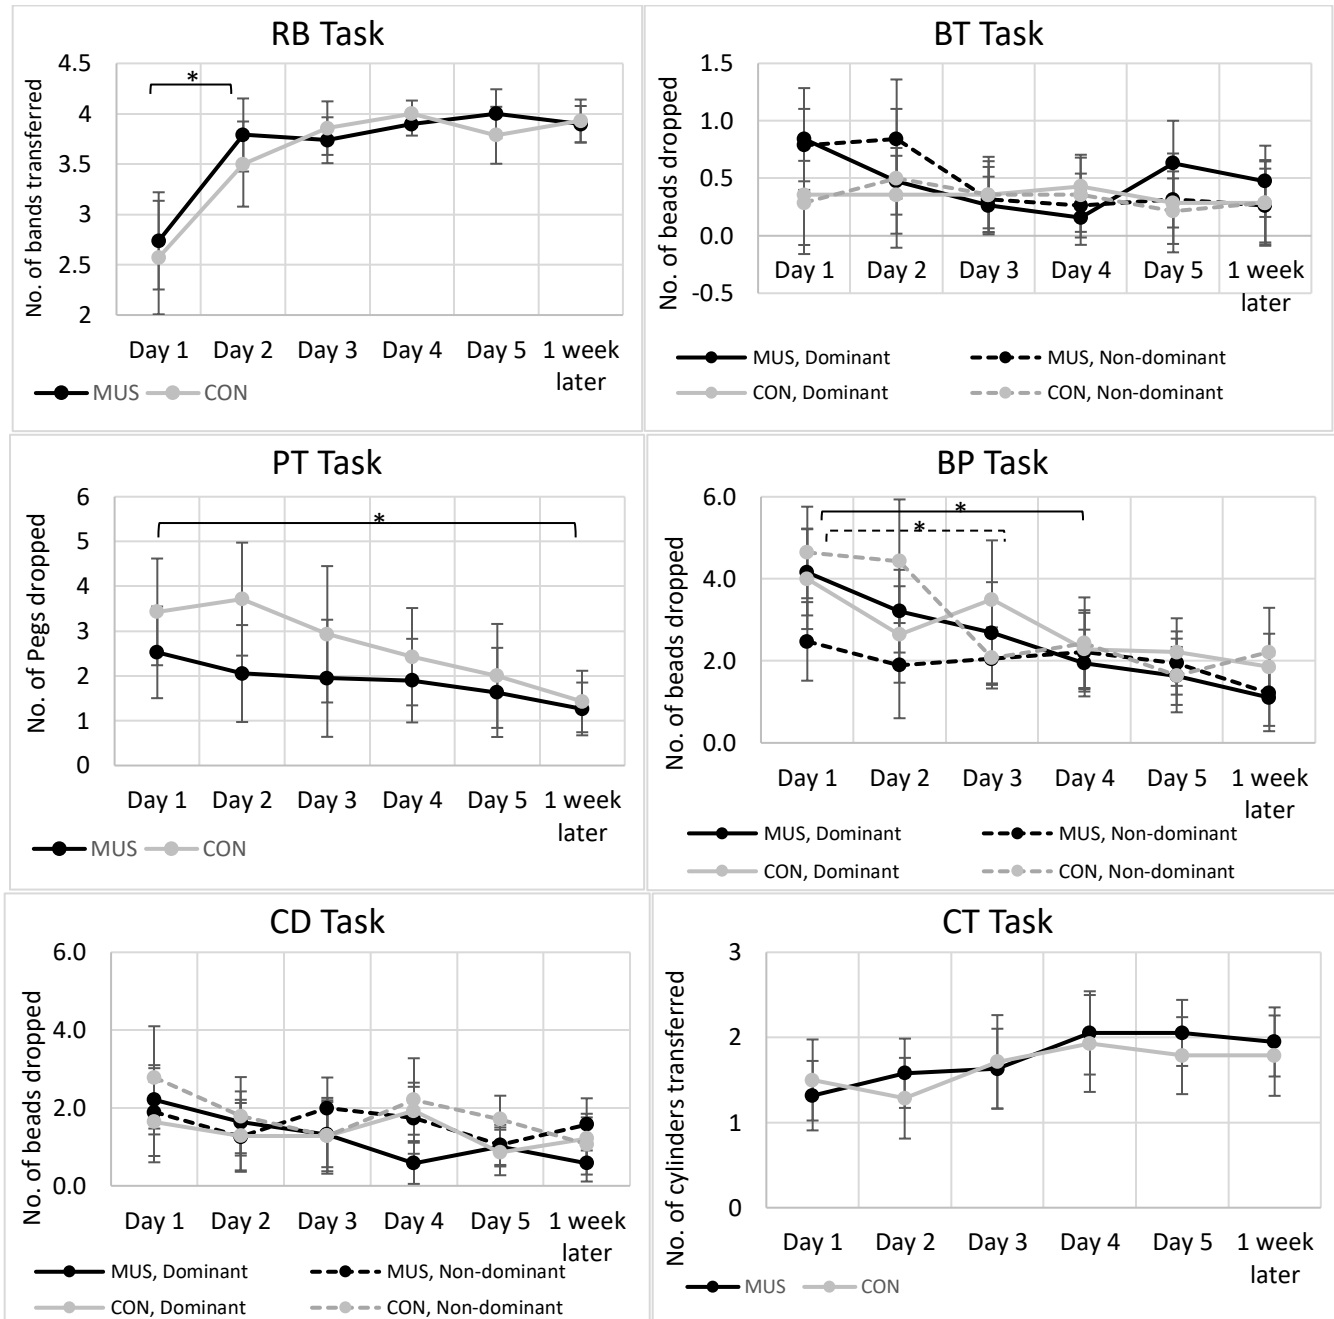 RB Task
No. of bands transferred
4.5
4
3.5
3
2.5
2
*
Day 1 Day 2 Day 3 Day 4 Day 5 1 week later
MUS CON
BT Task
No. of beads dropped
1.5
1.0
0.5
0.0
-0.5
Day 1 Day 2 Day 3 Day 4 Day 5 1 week later
MUS, Dominant MUS, Non-dominant
CON, Dominant CON, Non-dominant
PT Task
No. of Pegs dropped
6
5
4
3
2
1
0
*
Day 1 Day 2 Day 3 Day 4 Day 5 1 week later
MUS CON
BP Task
No. of beads dropped
6.0
4.0
2.0
0.0
*
*
Day 1 Day 2 Day 3 Day 4 Day 5 1 week later
MUS, Dominant MUS, Non-dominant
CON, Dominant CON, Non-dominant
CD Task
No. of beads dropped
6.0
4.0
2.0
0.0
Day 1 Day 2 Day 3 Day 4 Day 5 1 week later
MUS, Dominant MUS, Non-dominant
CON, Dominant CON, Non-dominant
CT Task
No. of cylinders transferred
3
2
1
0
Day 1 Day 2 Day 3 Day 4 Day 5 1 week later
MUS CON